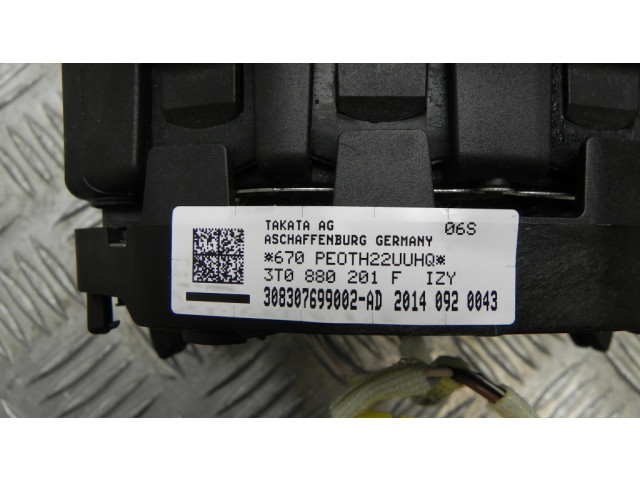 TAKATA AG 06S
ASCHAFFENBURG GERMANY
*670 PEOTH22UUHQ*
3T0 880 201 F IZY
308307699002-AD 2014 092 0043